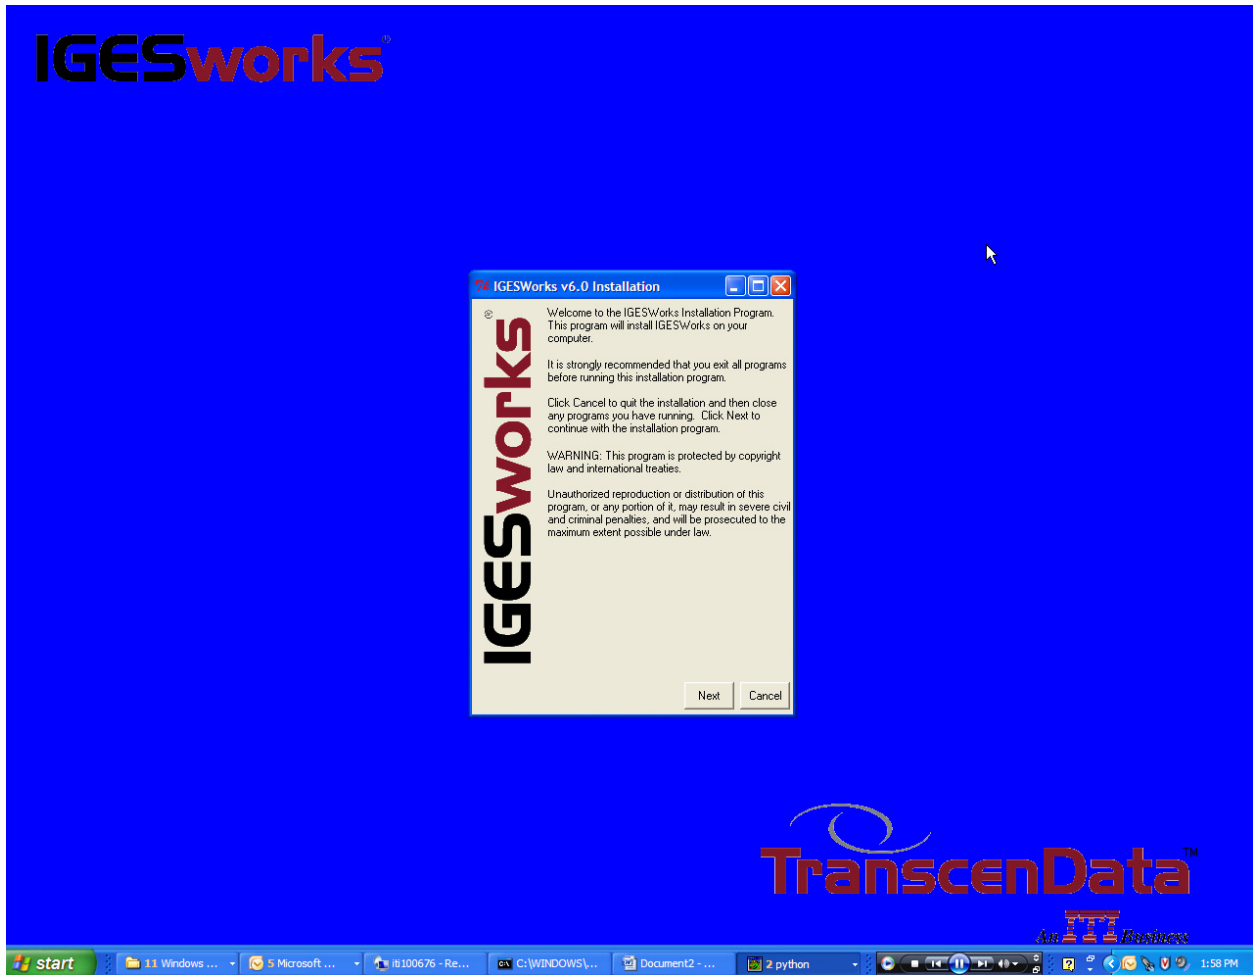 IGESworks
IGESWorks v6.0 Installation
IGESworks
Welcome to the IGESWorks Installation Program.
This program will install IGESWorks on your
computer.
It is strongly recommended that you exit all programs
before running this installation program.
Click Cancel to quit the installation and then close
any programs you have running.  Click Next to
continue with the installation program.
WARNING: This program is protected by copyright
law and international treaties.
Unauthorized reproduction or distribution of this
program, or any portion of it, may result in severe civil
and criminal penalties, and will be prosecuted to the
maximum extent possible under law.
Next Cancel
TranscenData™
An ITI Business
start 11 Windows ... 5 Microsoft ... iti100676 - Re... C:\WINDOWS\... Document2 - ... 2 python 1:58 PM